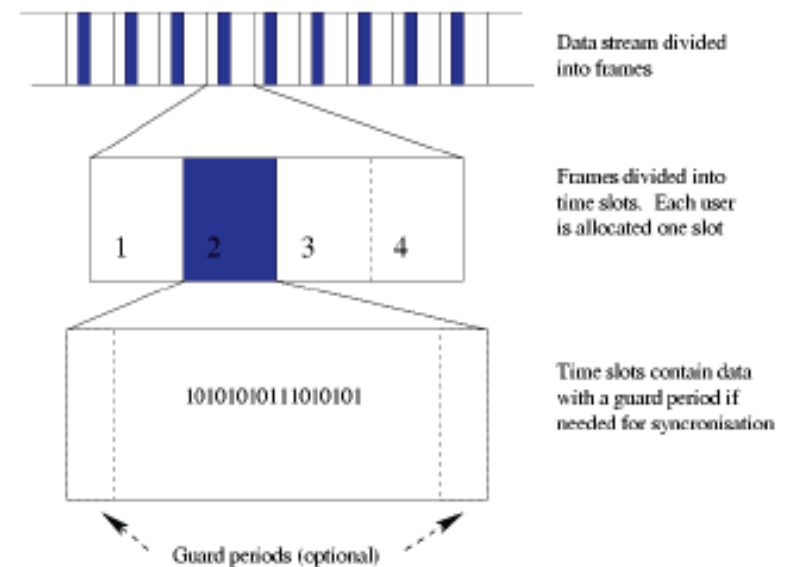 Data stream divided
into frames
Frames divided into
time slots. Each user
is allocated one slot
1 2 3 4
Time slots contain data
with a guard period if
needed for syncronisation
10101010111010101
Guard periods (optional)